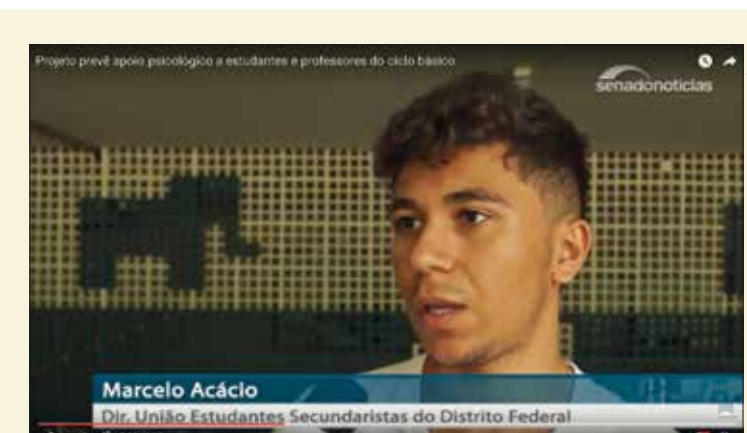 Projeto prevê apoio psicológico a estudantes e professores do ciclo básico
senadonoticias
Marcelo Acácio
Dir. União Estudantes Secundaristas do Distrito Federal